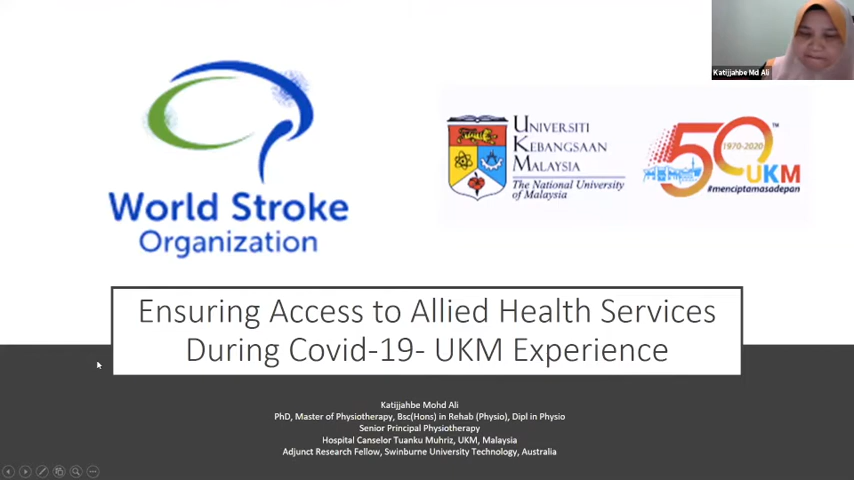 Katijjahbe Md Ali
World Stroke
Organization
UNIVERSITI
KEBANGSAAN
MALAYSIA
The National University
of Malaysia
50
1970-2020
UKM
TM
#menciptamasadepan
Ensuring Access to Allied Health Services
During Covid-19- UKM Experience
Katijjahbe Mohd Ali
PhD, Master of Physiotherapy, Bsc(Hons) in Rehab (Physio), Dipl in Physio
Senior Principal Physiotherapy
Hospital Canselor Tuanku Muhriz, UKM, Malaysia
Adjunct Research Fellow, Swinburne University Technology, Australia